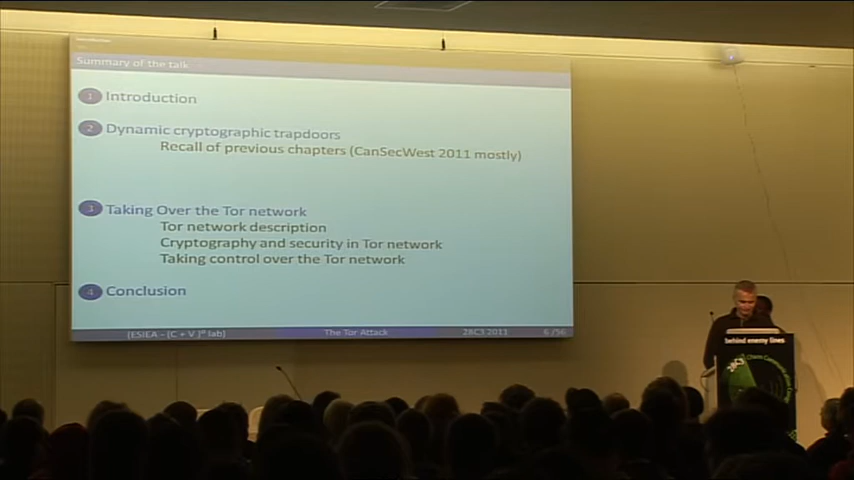 Introduction
Summary of the talk
1 Introduction
2 Dynamic cryptographic trapdoors
Recall of previous chapters (CanSecWest 2011 mostly)
3 Taking Over the Tor network
Tor network description
Cryptography and security in Tor network
Taking control over the Tor network
4 Conclusion
(ESIEA - (C + V)º lab)
The Tor Attack
28C3 2011
6 /56
behind enemy lines